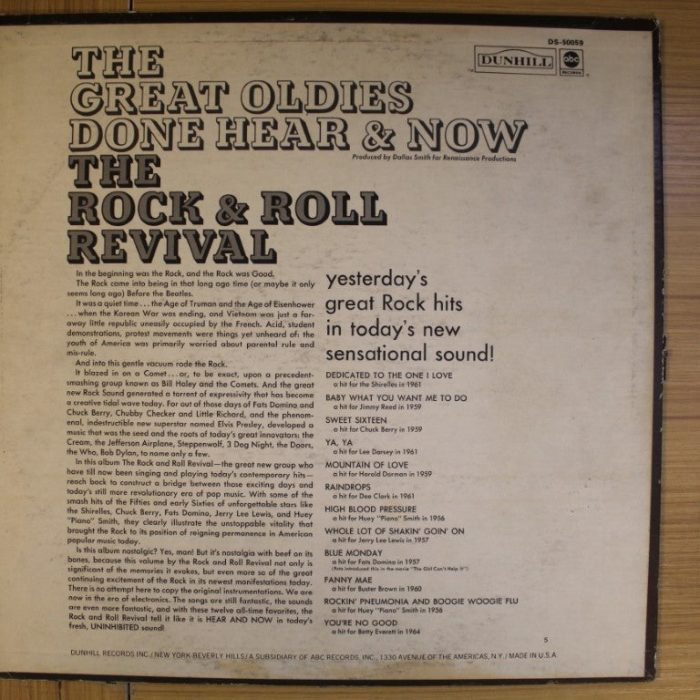 DS-50059
DUNHILL
abc
RECORDS
THE
GREAT OLDIES
DONE HEAR & NOW
Produced by Dallas Smith for Renaissance Productions
THE
ROCK & ROLL
REVIVAL
In the beginning was the Rock, and the Rock was Good.
The Rock came into being in that long ago time (or maybe it only
seems long ago) Before the Beatles.
It was a quiet time . . . the Age of Truman and the Age of Eisenhower
. . . when the Korean War was ending, and Vietnam was just a far-
away little republic uneasily occupied by the French. Acid, student
demonstrations, protest movements were things yet unheard of; the
youth of America was primarily worried about parental rule and
mis-rule.
And into this gentle vacuum rode the Rock.
It blazed in on a Comet . . . or, to be exact, upon a precedent-
smashing group known as Bill Haley and the Comets. And the great
new Rock Sound generated a torrent of expressivity that has become
a creative tidal wave today. For out of those days of Fats Domino and
Chuck Berry, Chubby Checker and Little Richard, and the phenom-
enal, indestructible new superstar named Elvis Presley, developed a
music that was the seed and the roots of today's great innovators: the
Cream, the Jefferson Airplane, Steppenwolf, 3 Dog Night, the Doors,
the Who, Bob Dylan, to name only a few.
In this album The Rock and Roll Revival—the great new group who
have till now been singing and playing today's contemporary hits—
reach back to construct a bridge between those exciting days and
today's still more revolutionary era of pop music. With some of the
smash hits of the Fifties and early Sixties of unforgettable stars like
the Shirelles, Chuck Berry, Fats Domino, Jerry Lee Lewis, and Huey
"Piano" Smith, they clearly illustrate the unstoppable vitality that
brought the Rock to its position of reigning permanence in American
popular music today.
Is this album nostalgic? Yes, man! But it's nostalgia with beef on its
bones, because this volume by the Rock and Roll Revival not only is
significant of the memories it evokes, but even more so of the great
continuing excitement of the Rock in its newest manifestations today.
There is no attempt here to copy the original instrumentations. We are
now in the era of electronics. The songs are still fantastic, the sounds
are even more fantastic, and with these twelve all-time favorites, the
Rock and Roll Revival tell it like it is HEAR AND NOW in today's
fresh, UNINHIBITED sound!
yesterday's
great Rock hits
in today's new
sensational sound!
DEDICATED TO THE ONE I LOVE
a hit for the Shirelles in 1961
BABY WHAT YOU WANT ME TO DO
a hit for Jimmy Reed in 1959
SWEET SIXTEEN
a hit for Chuck Berry in 1959
YA, YA
a hit for Lee Dorsey in 1961
MOUNTAIN OF LOVE
a hit for Harold Dorman in 1959
RAINDROPS
a hit for Dee Clark in 1961
HIGH BLOOD PRESSURE
a hit for Huey "Piano" Smith in 1956
WHOLE LOT OF SHAKIN' GOIN' ON
a hit for Jerry Lee Lewis in 1957
BLUE MONDAY
a hit for Fats Domino in 1957
(Fats introduced this in the movie "The Girl Can't Help It")
FANNY MAE
a hit for Buster Brown in 1960
ROCKIN' PNEUMONIA AND BOOGIE WOOGIE FLU
a hit for Huey "Piano" Smith in 1956
YOU'RE NO GOOD
a hit for Betty Everett in 1964
5
DUNHILL RECORDS INC./NEW YORK-BEVERLY HILLS/A SUBSIDIARY OF ABC RECORDS, INC., 1330 AVENUE OF THE AMERICAS, N.Y./MADE IN U.S.A.